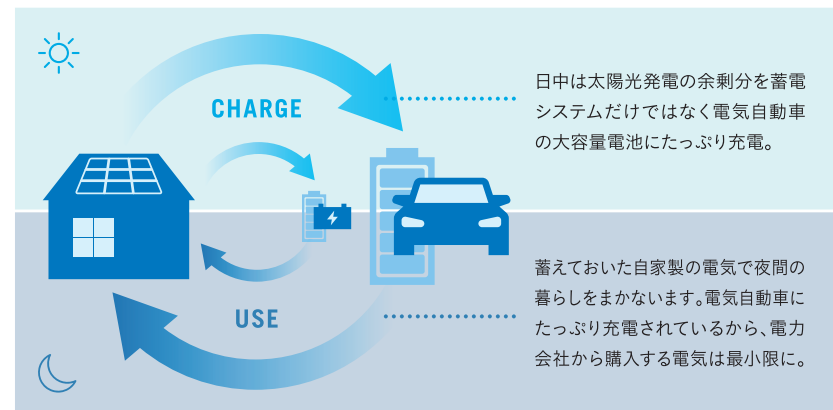 CHARGE
日中は太陽光発電の余剰分を蓄電
システムだけではなく電気自動車
の大容量電池にたっぷり充電。
USE
蓄えておいた自家製の電気で夜間の
暮らしをまかないます。電気自動車に
たっぷり充電されているから、電力
会社から購入する電気は最小限に。